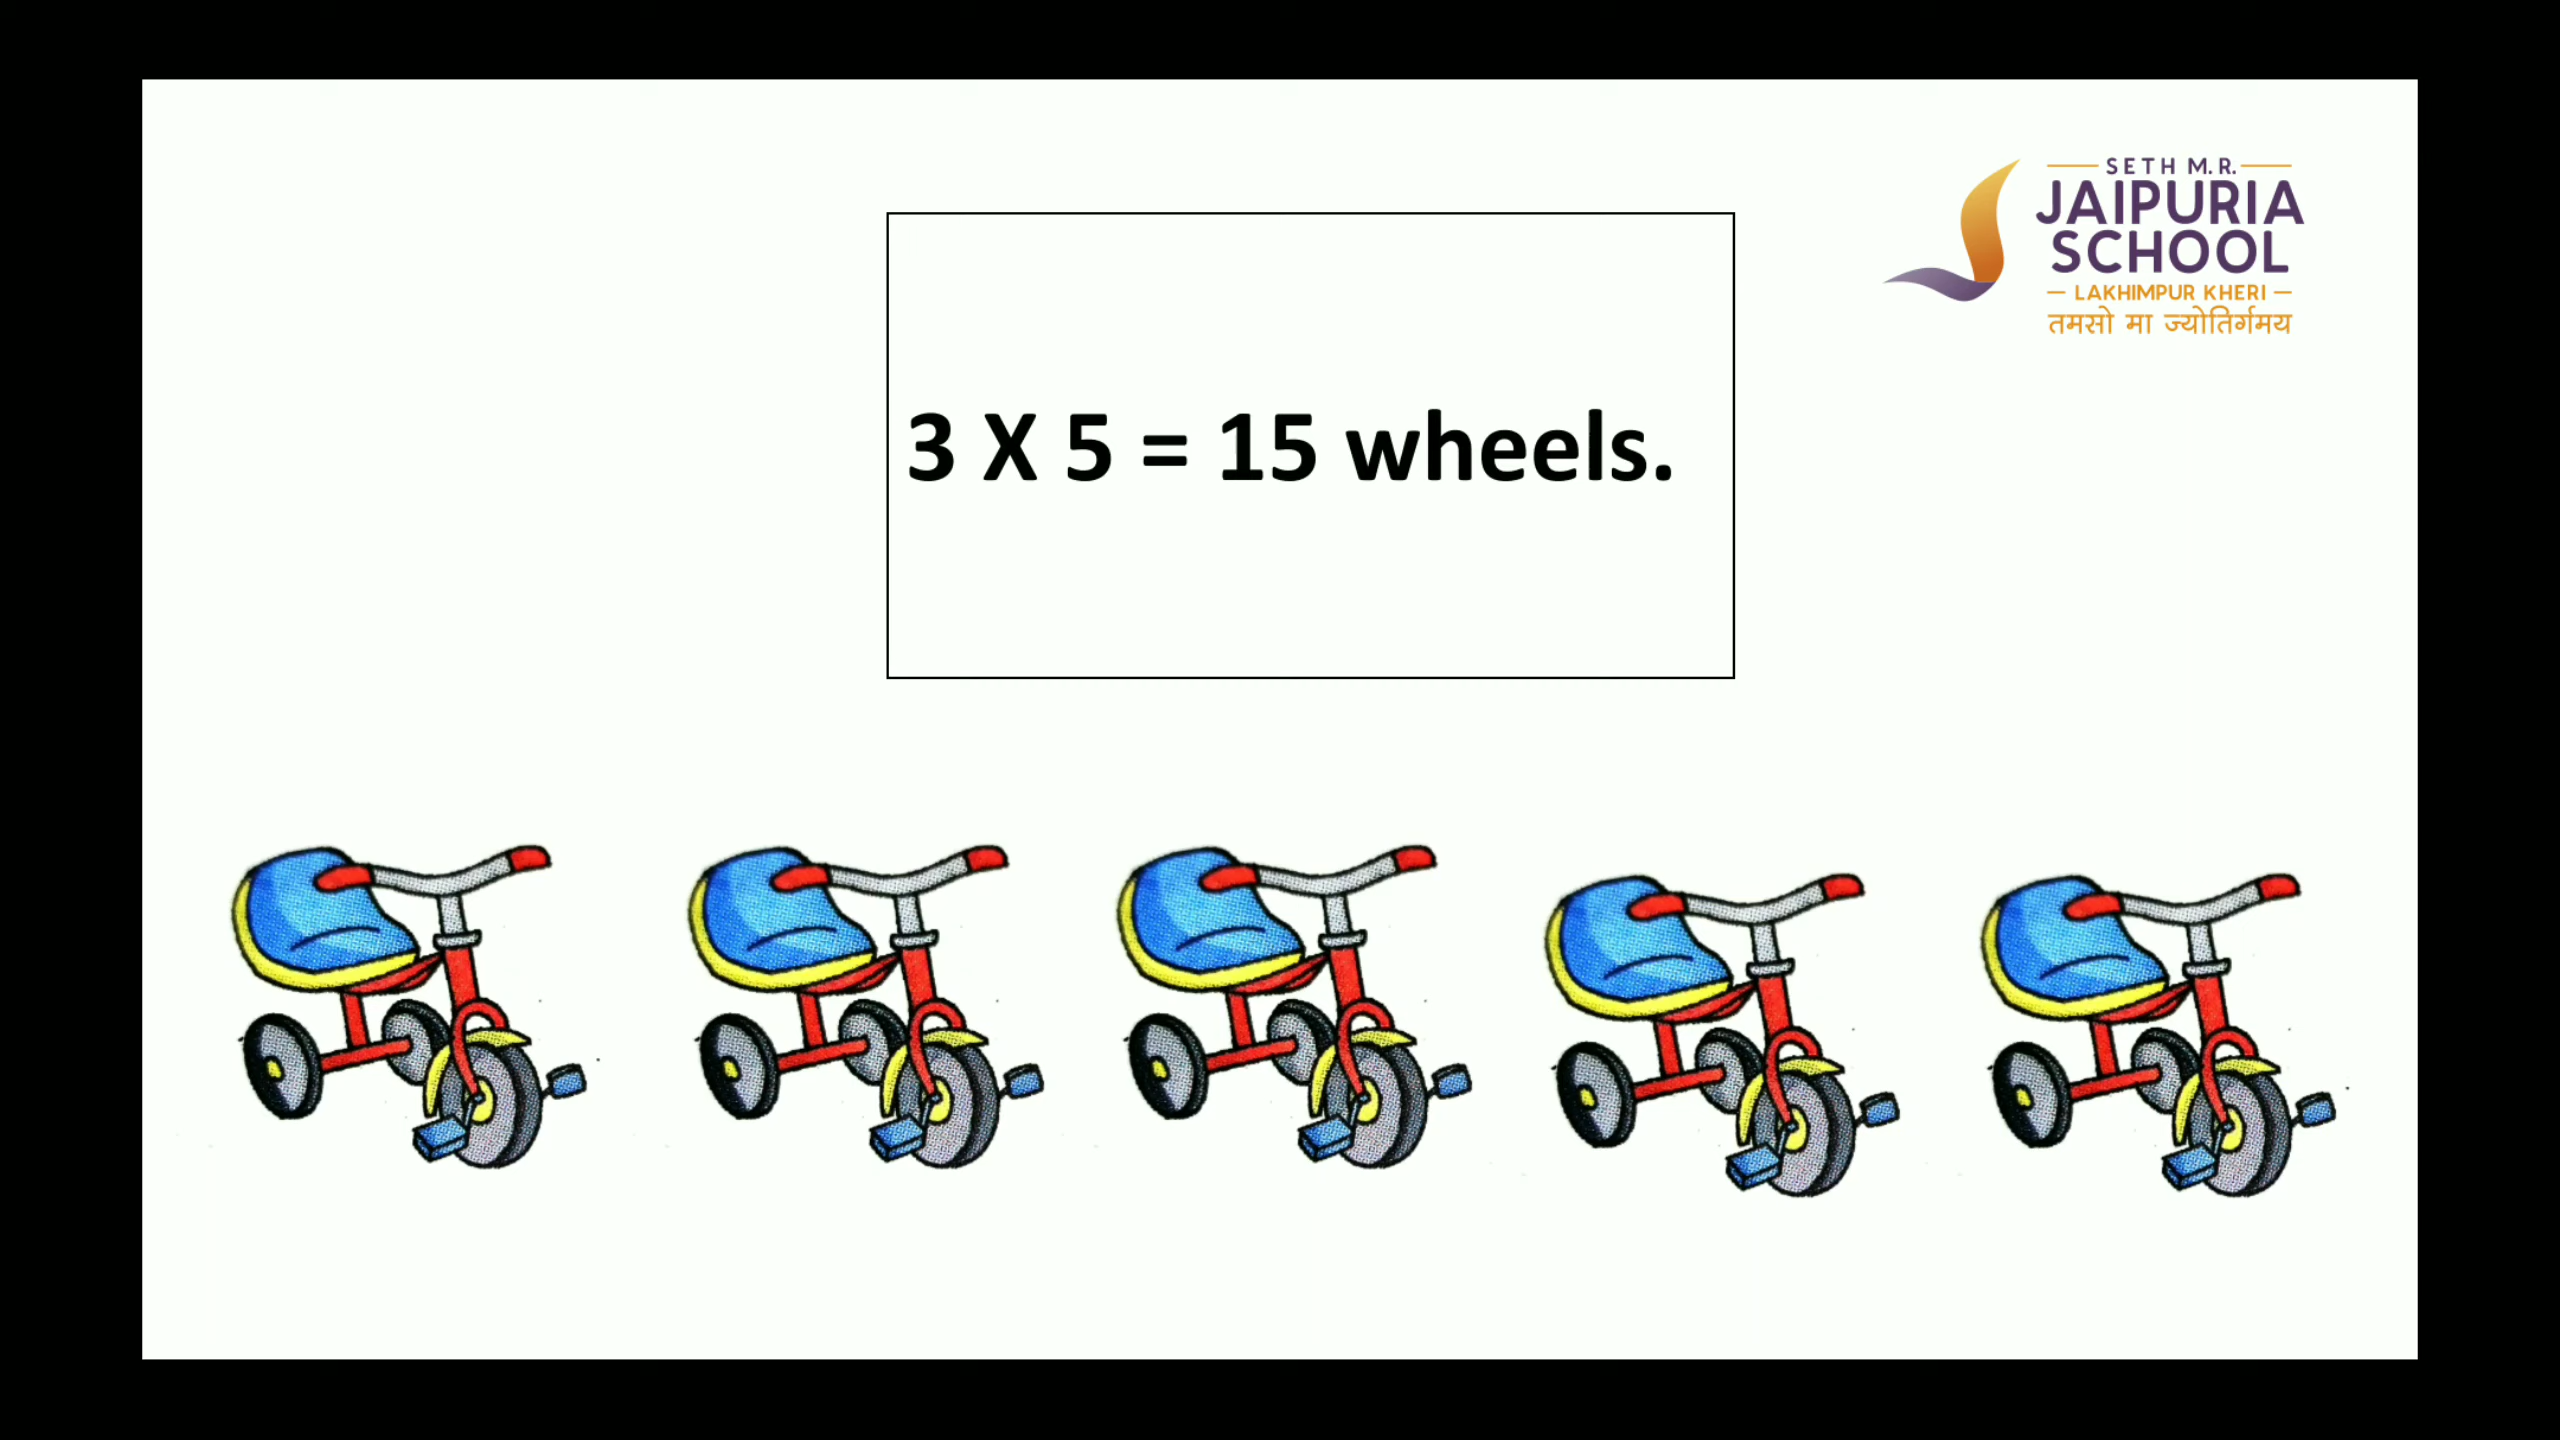 SETH M.R.
JAIPURIA
SCHOOL
LAKHIMPUR KHERI
तमसो मा ज्योतिर्गमय
3 X 5 = 15 wheels.